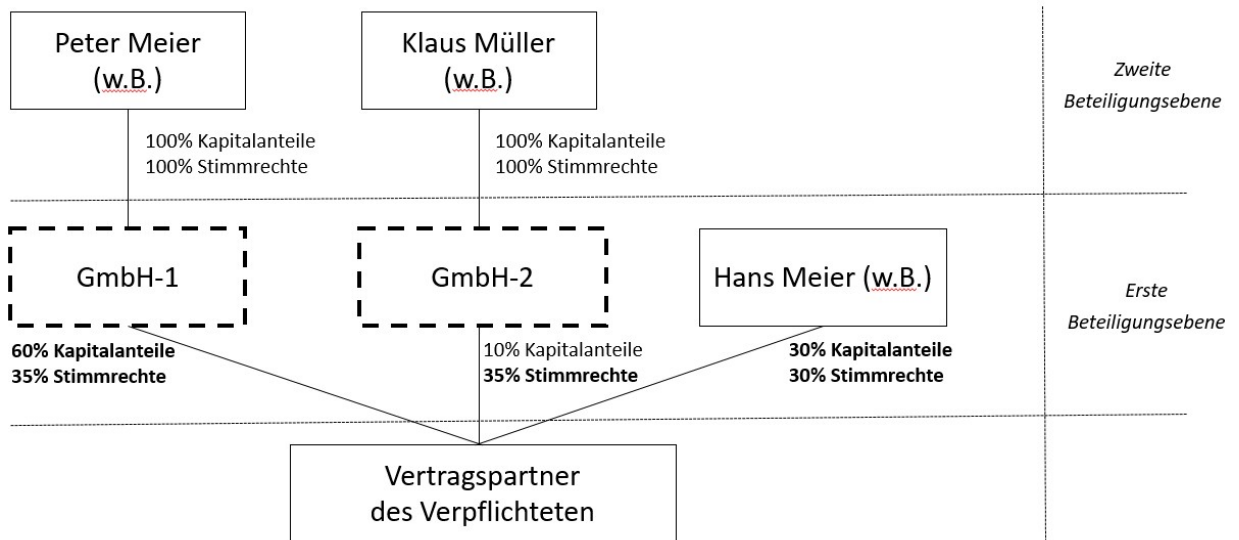 Peter Meier
(w.B.)
Klaus Müller
(w.B.)
Zweite
Beteiligungsebene
100% Kapitalanteile
100% Stimmrechte
100% Kapitalanteile
100% Stimmrechte
GmbH-1
GmbH-2
Hans Meier (w.B.)
Erste
Beteiligungsebene
60% Kapitalanteile
35% Stimmrechte
10% Kapitalanteile
35% Stimmrechte
30% Kapitalanteile
30% Stimmrechte
Vertragspartner
des Verpflichteten